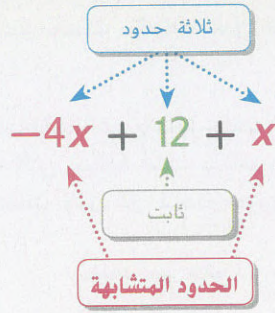 ثلاثة حدود
−4x + 12 + x
ثابت
الحدود المتشابهة